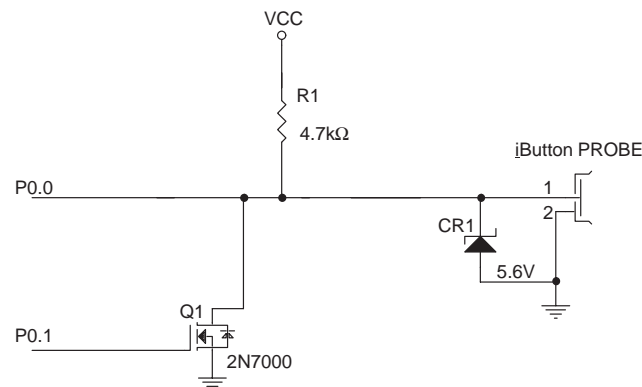 VCC
R1
4.7kΩ
iButton PROBE
P0.0
1
2
CR1
5.6V
Q1
P0.1
2N7000